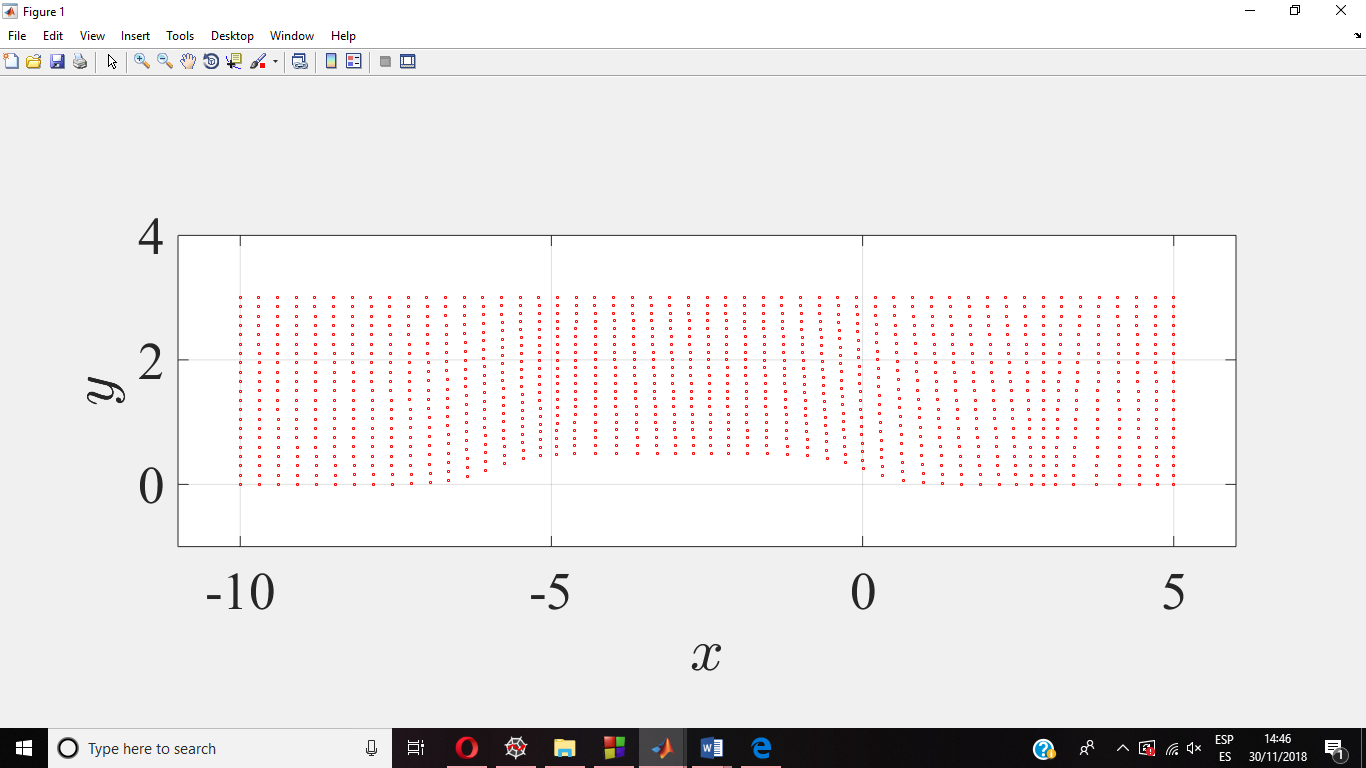 Figure 1
File Edit View Insert Tools Desktop Window Help
4
2
0
y
-10 -5 0 5
x
Type here to search
ESP
ES
14:46
30/11/2018
1